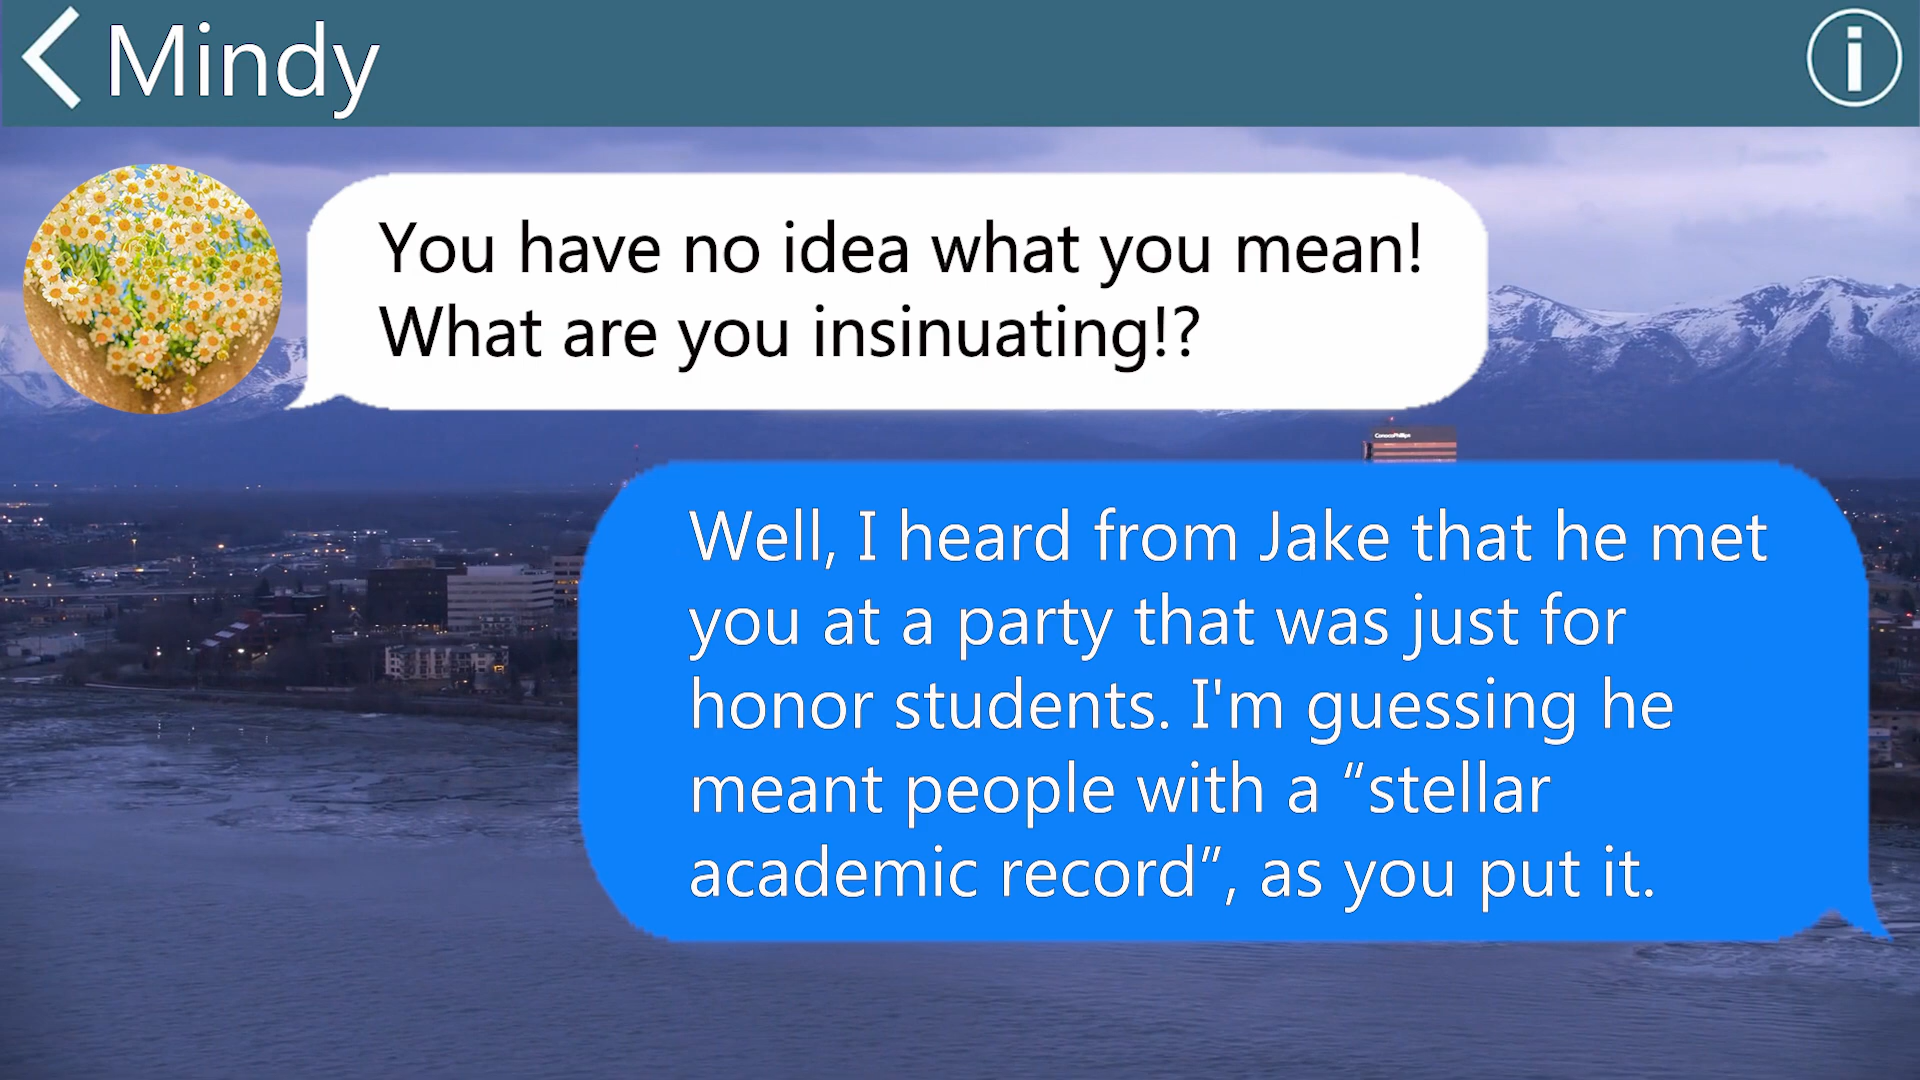 Mindy
You have no idea what you mean!
What are you insinuating!?
ConocoPhillips
Well, I heard from Jake that he met
you at a party that was just for
honor students. I'm guessing he
meant people with a “stellar
academic record”, as you put it.